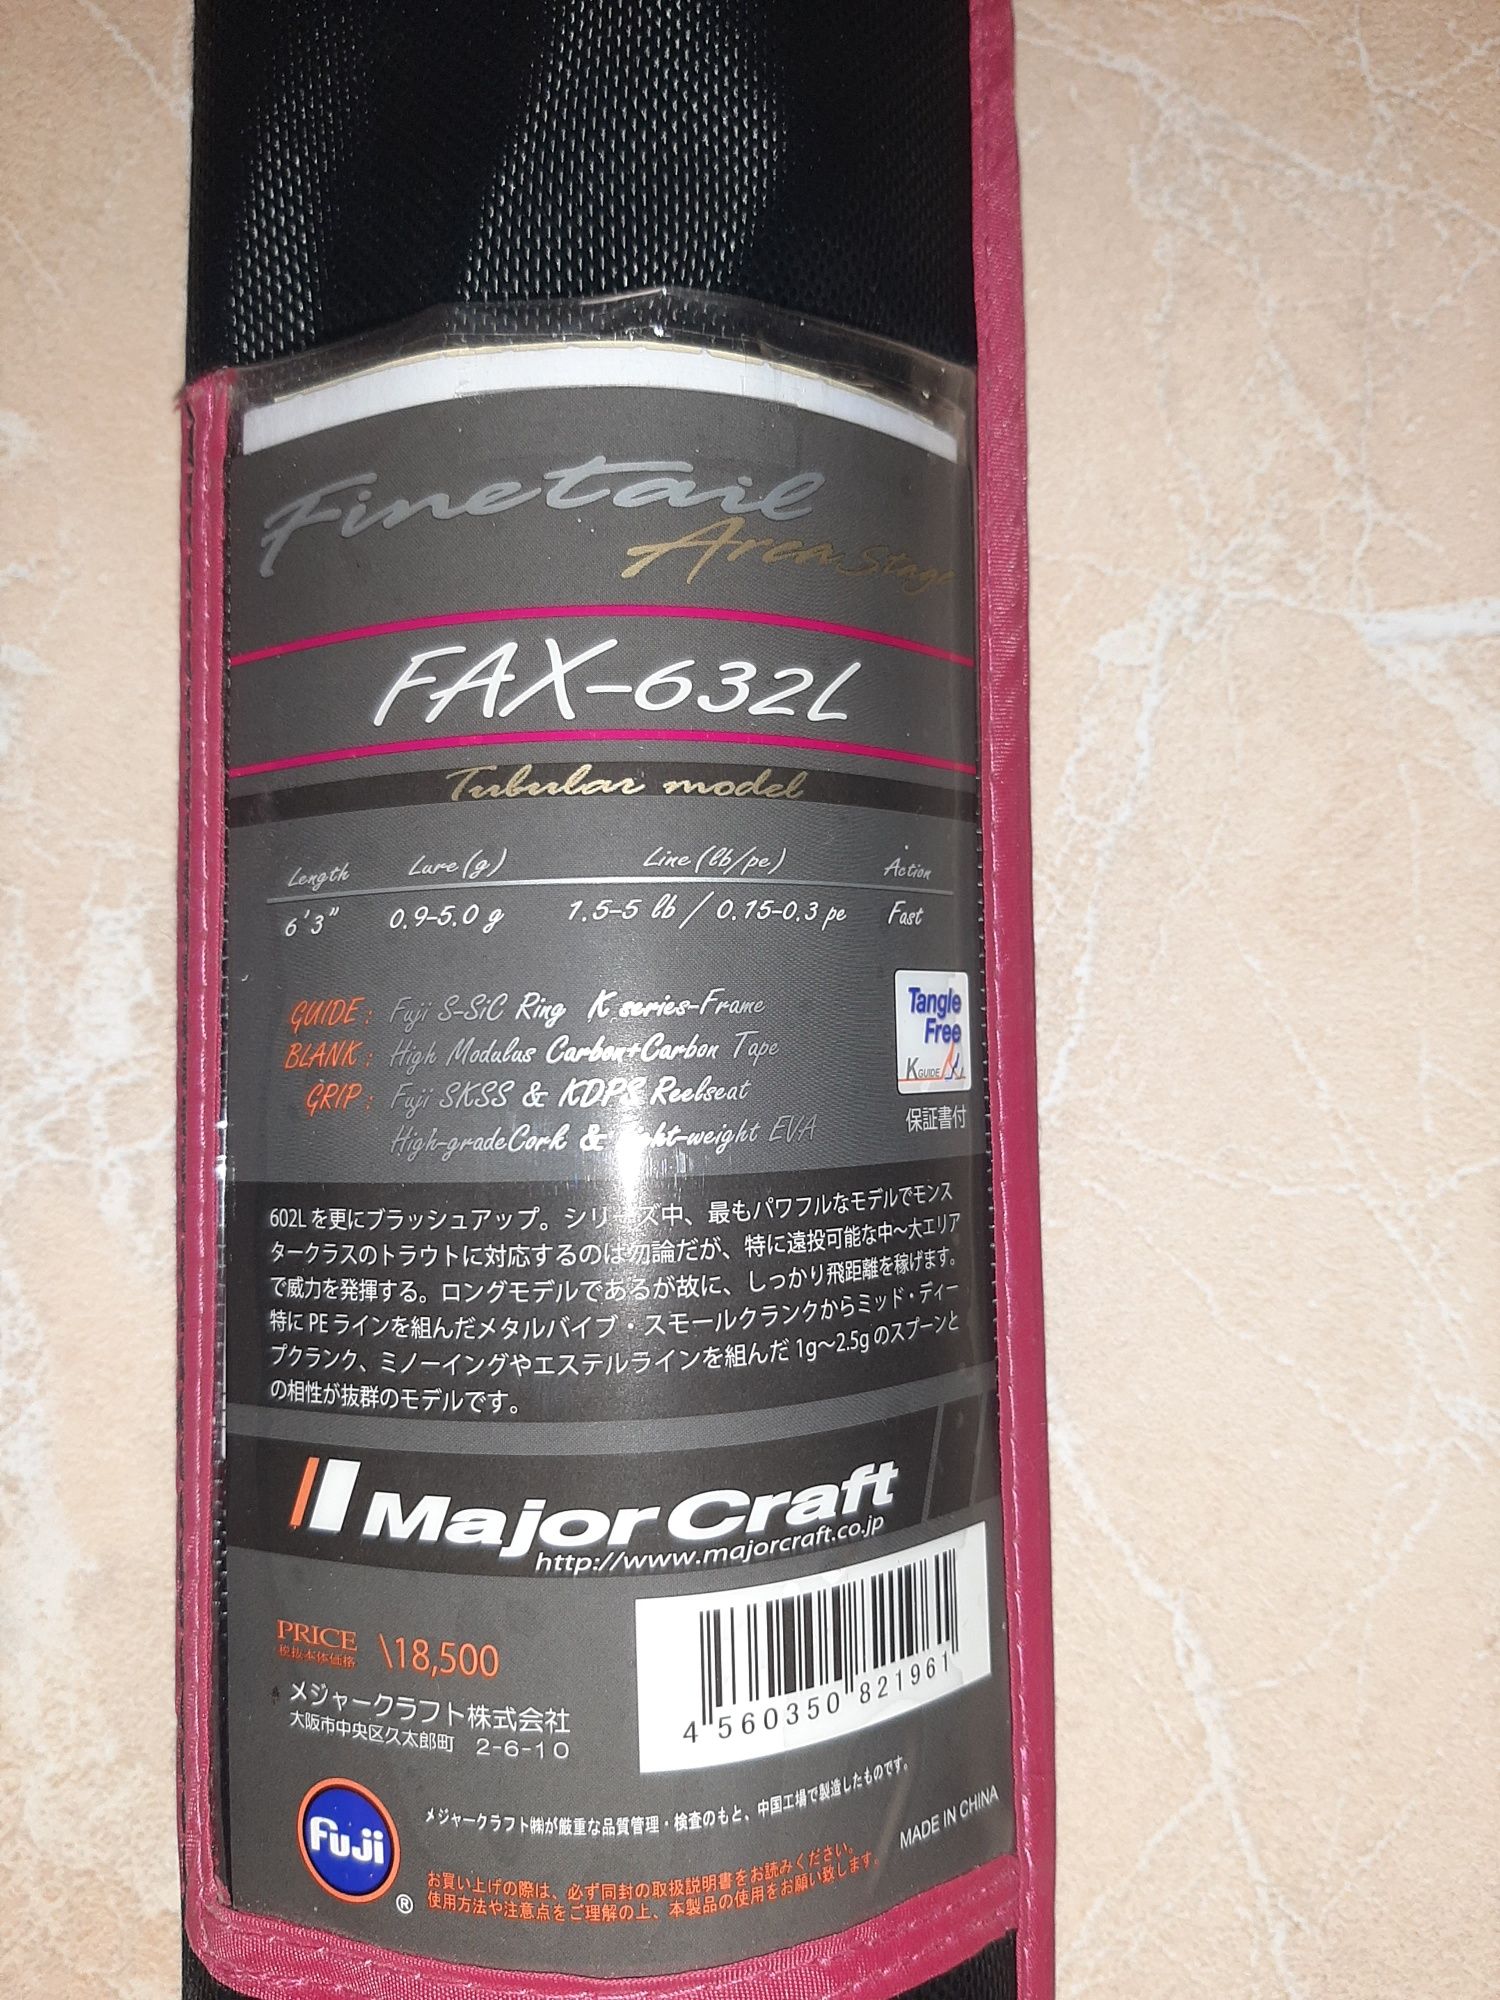 Finetail
Area Stage
FAX-632L
Tubular model
Length Lure(g) Line(lb/pe) Action
6'3" 0.9-5.0 g 1.5-5 lb / 0.15-0.3 pe Fast
GUIDE : Fuji S-SiC Ring K series-Frame
BLANK : High Modulus Carbon+Carbon Tape
GRIP : Fuji SKSS & KDPS Reelseat
High-grade Cork & Light-weight EVA
Tangle
Free
K GUIDE
保証書付
602L を更にブラッシュアップ。シリーズ中、最もパワフルなモデルでモンス
タークラスのトラウトに対応するのは勿論だが、特に遠投可能な中～大エリア
で威力を発揮する。ロングモデルであるが故に、しっかり飛距離を稼げます。
特に PE ラインを組んだメタルバイブ・スモールクランクからミッド・ディー
プクランク、ミノーイングやエステルラインを組んだ 1g～2.5g のスプーンと
の相性が抜群のモデルです。
Major Craft
http://www.majorcraft.co.jp
PRICE \18,500
税抜本体価格
メジャークラフト株式会社
大阪市中央区久太郎町 2-6-10
4 560350 821961
Fuji
®
メジャークラフト㈱が厳重な品質管理・検査のもと、中国工場で製造したものです。
MADE IN CHINA
お買い上げの際は、必ず同封の取扱説明書をお読みください。
使用方法や注意点をご理解の上、本製品の使用をお願い致します。